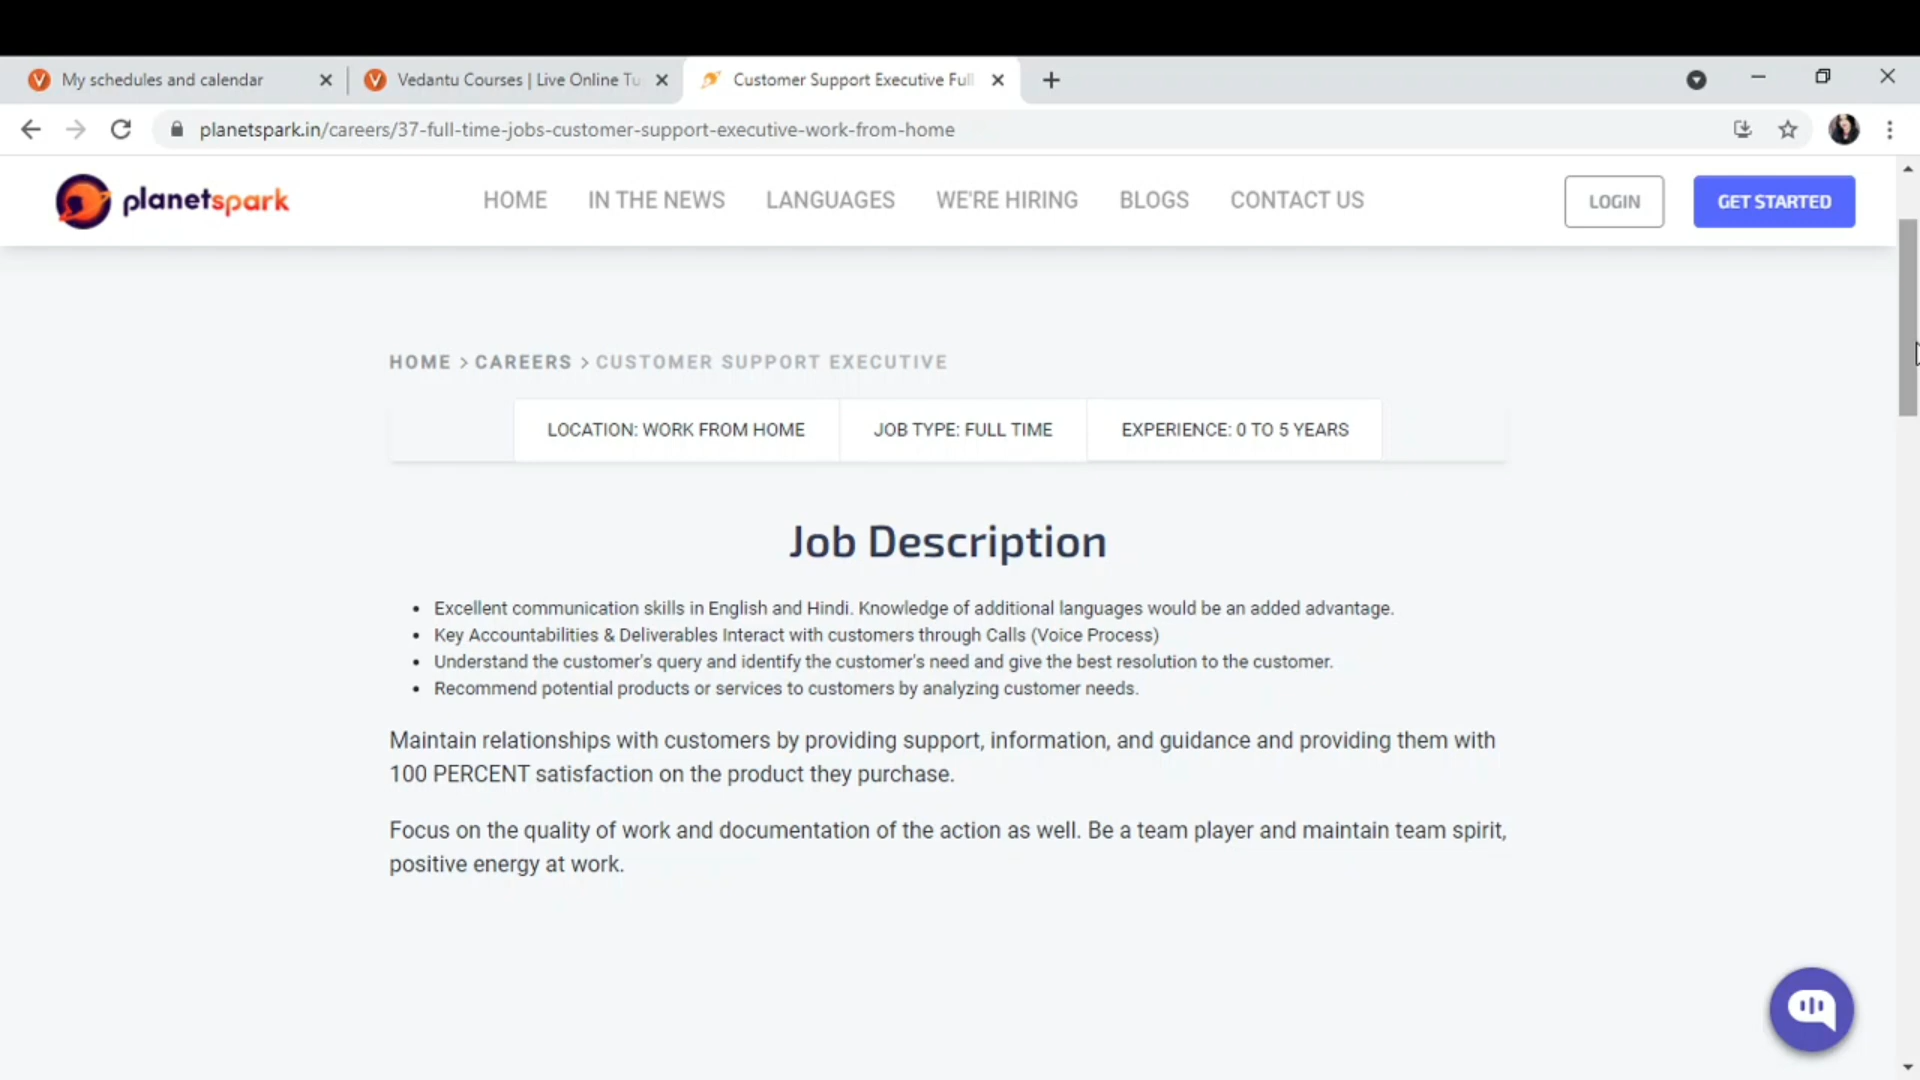 My schedules and calendar
Vedantu Courses | Live Online Tu
Customer Support Executive Full
planetspark.in/careers/37-full-time-jobs-customer-support-executive-work-from-home
planetspark
HOME
IN THE NEWS
LANGUAGES
WE'RE HIRING
BLOGS
CONTACT US
LOGIN
GET STARTED
HOME > CAREERS > CUSTOMER SUPPORT EXECUTIVE
LOCATION: WORK FROM HOME
JOB TYPE: FULL TIME
EXPERIENCE: 0 TO 5 YEARS
Job Description
• Excellent communication skills in English and Hindi. Knowledge of additional languages would be an added advantage.
• Key Accountabilities & Deliverables Interact with customers through Calls (Voice Process)
• Understand the customer's query and identify the customer's need and give the best resolution to the customer.
• Recommend potential products or services to customers by analyzing customer needs.
Maintain relationships with customers by providing support, information, and guidance and providing them with
100 PERCENT satisfaction on the product they purchase.
Focus on the quality of work and documentation of the action as well. Be a team player and maintain team spirit,
positive energy at work.